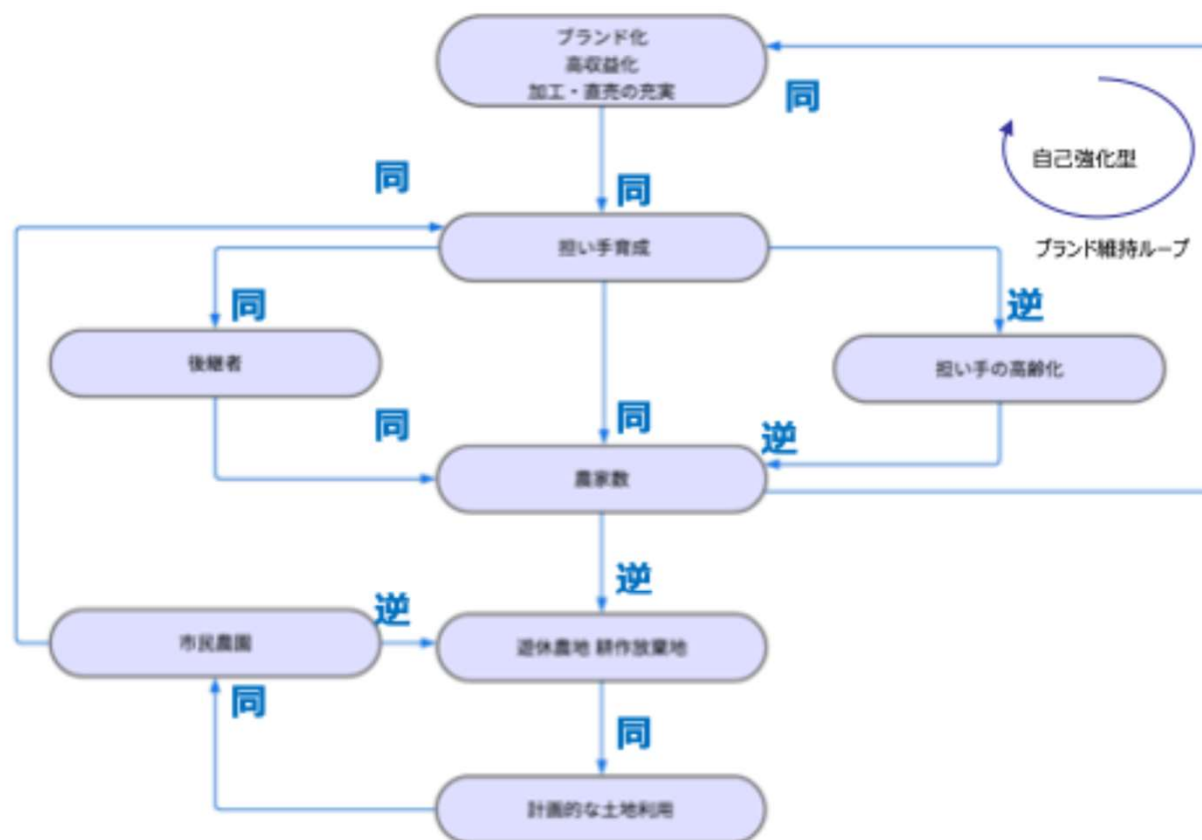 ブランド化
高収益化
加工・直売の充実
同
自己強化型
同
同
担い手育成
ブランド維持ループ
同
逆
後継者
担い手の高齢化
同
同
逆
農家数
逆
逆
市民農園
遊休農地 耕作放棄地
同
同
計画的な土地利用